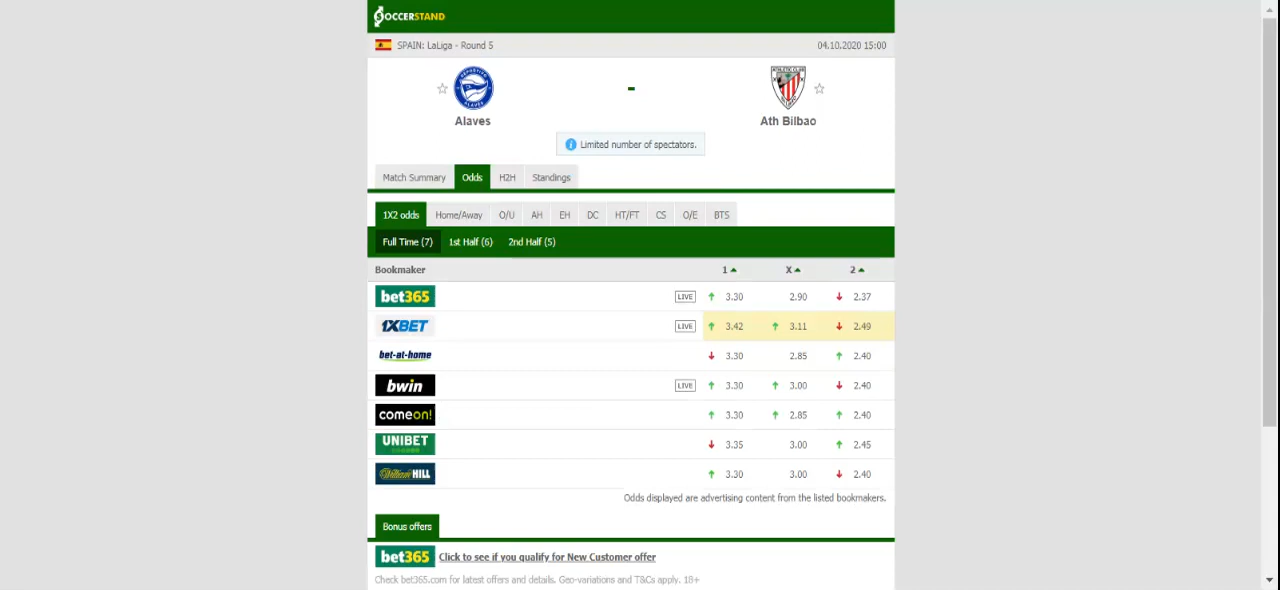 SOCCERSTAND
SPAIN: LaLiga - Round 5 04.10.2020 15:00
-
Alaves Ath Bilbao
Limited number of spectators.
Match Summary Odds H2H Standings
1X2 odds Home/Away O/U AH EH DC HT/FT CS O/E BTS
Full Time (7) 1st Half (6) 2nd Half (5)
Bookmaker 1 X 2
bet365 LIVE 3.30 2.90 2.37
1XBET LIVE 3.42 3.11 2.49
bet-at-home 3.30 2.85 2.40
bwin LIVE 3.30 3.00 2.40
comeon! 3.30 2.85 2.40
UNIBET 3.35 3.00 2.45
William HILL 3.30 3.00 2.40
Odds displayed are advertising content from the listed bookmakers.
Bonus offers
bet365 Click to see if you qualify for New Customer offer
Check bet365.com for latest offers and details. Geo-variations and T&Cs apply. 18+